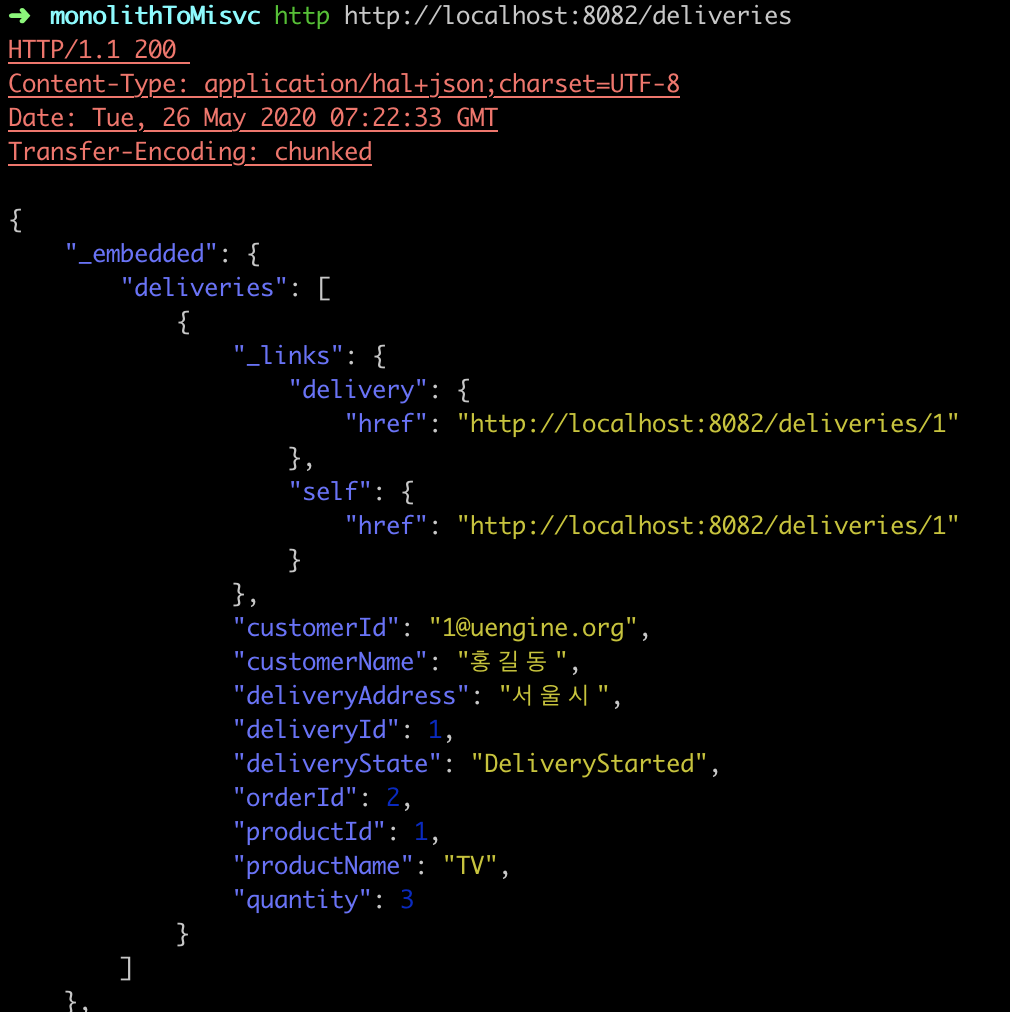 ➜ monolithToMisvc http http://localhost:8082/deliveries
HTTP/1.1 200
Content-Type: application/hal+json;charset=UTF-8
Date: Tue, 26 May 2020 07:22:33 GMT
Transfer-Encoding: chunked
{
    "_embedded": {
        "deliveries": [
            {
                "_links": {
                    "delivery": {
                        "href": "http://localhost:8082/deliveries/1"
                    },
                    "self": {
                        "href": "http://localhost:8082/deliveries/1"
                    }
                },
                "customerId": "1@uengine.org",
                "customerName": "홍길동",
                "deliveryAddress": "서울시",
                "deliveryId": 1,
                "deliveryState": "DeliveryStarted",
                "orderId": 2,
                "productId": 1,
                "productName": "TV",
                "quantity": 3
            }
        ]
    },